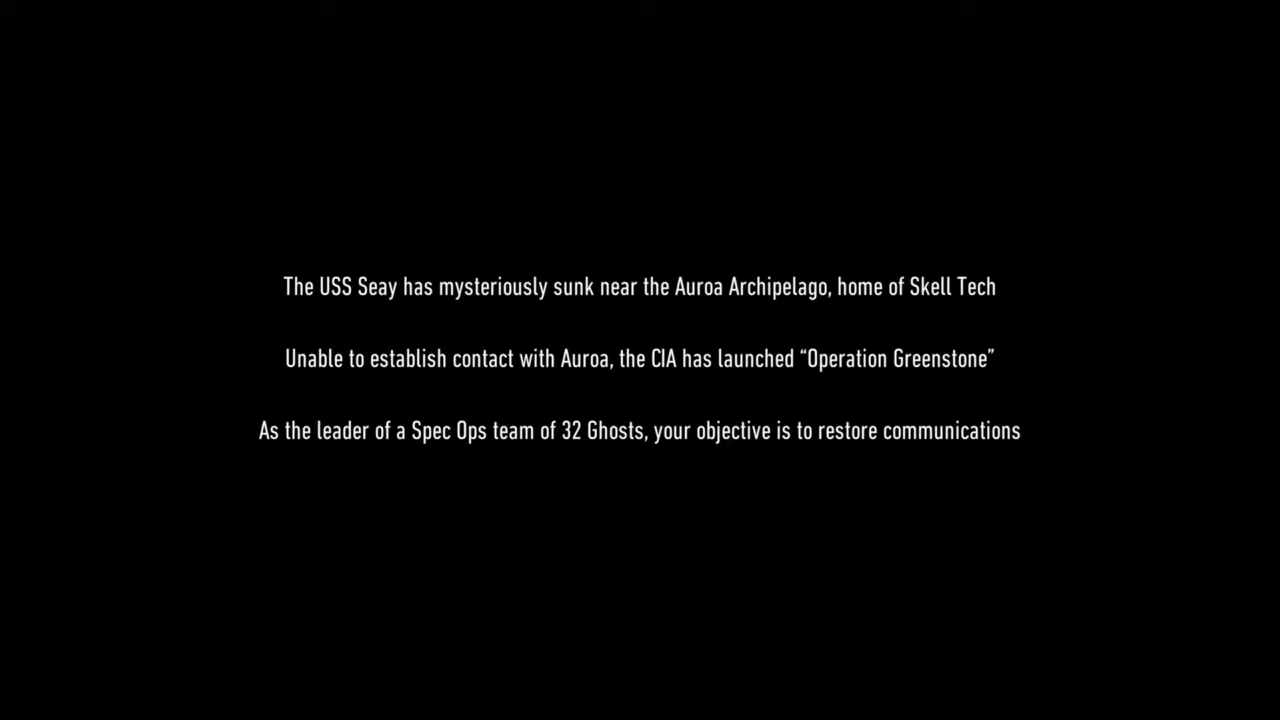 The USS Seay has mysteriously sunk near the Auroa Archipelago, home of Skell Tech
Unable to establish contact with Auroa, the CIA has launched “Operation Greenstone”
As the leader of a Spec Ops team of 32 Ghosts, your objective is to restore communications